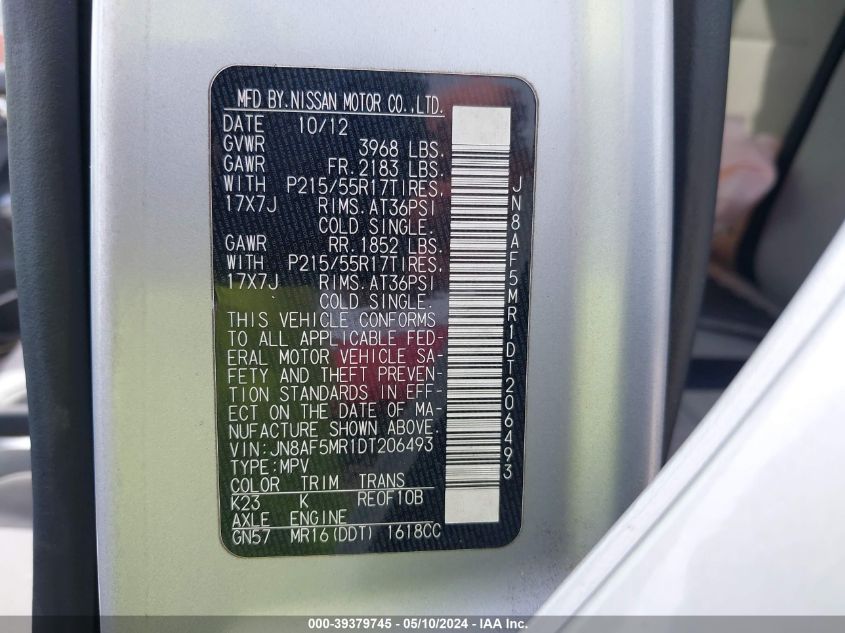 MFD BY.NISSAN MOTOR CO.,LTD.
DATE 10/12
GVWR 3968 LBS.
GAWR FR.2183 LBS.
WITH P215/55R17TIRES,
17X7J RIMS.AT36PSI
COLD SINGLE.
GAWR RR.1852 LBS.
WITH P215/55R17TIRES,
17X7J RIMS.AT36PSI
COLD SINGLE.
THIS VEHICLE CONFORMS
TO ALL APPLICABLE FED-
ERAL MOTOR VEHICLE SA-
FETY AND THEFT PREVEN-
TION STANDARDS IN EFF-
ECT ON THE DATE OF MA-
NUFACTURE SHOWN ABOVE.
VIN:JN8AF5MR1DT206493
TYPE:MPV
COLOR TRIM TRANS
K23 K RE0F10B
AXLE ENGINE
GN57 MR16(DDT) 1618CC
JN8AF5MR1DT206493
000-39379745 - 05/10/2024 - IAA Inc.